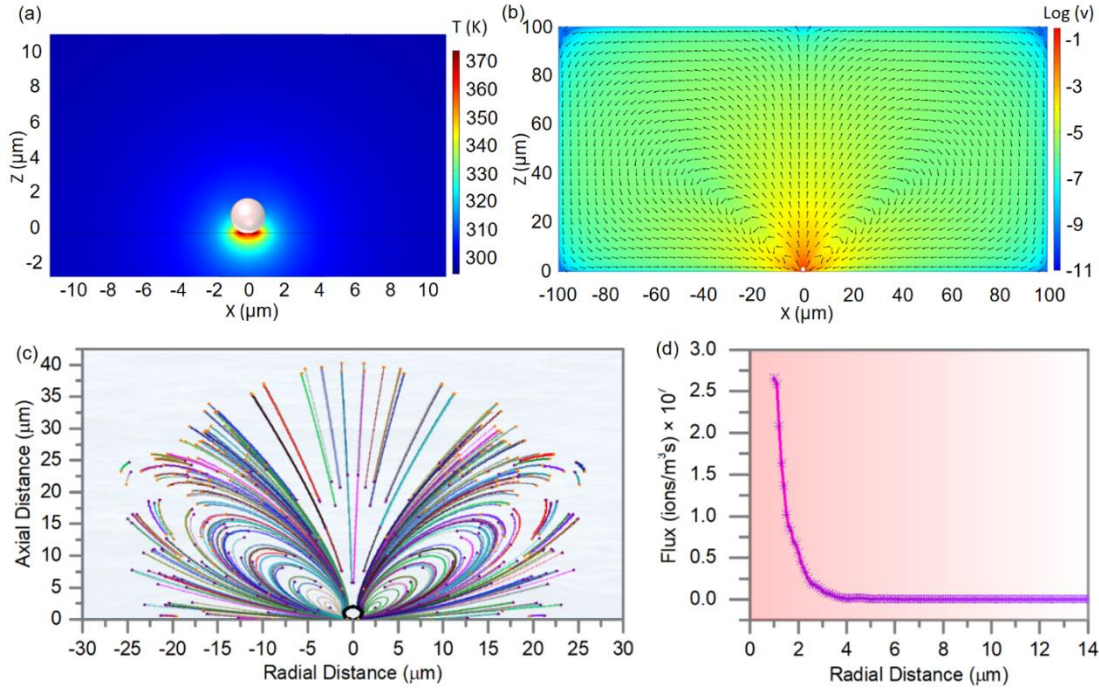 (a)
T (K)
10
8
6
4
2
0
-2
Z (µm)
-10 -8 -6 -4 -2 0 2 4 6 8 10
X (µm)
370
360
350
340
330
320
310
300
(b)
Log (v)
100
80
60
40
20
0
Z (µm)
-100 -80 -60 -40 -20 0 20 40 60 80 100
X (µm)
-1
-3
-5
-7
-9
-11
(c)
40
35
30
25
20
15
10
5
0
Axial Distance (µm)
-30 -25 -20 -15 -10 -5 0 5 10 15 20 25 30
Radial Distance (µm)
(d)
3.0
2.5
2.0
1.5
1.0
0.5
0.0
Flux (ions/m³s) × 10⁷
0 2 4 6 8 10 12 14
Radial Distance (µm)